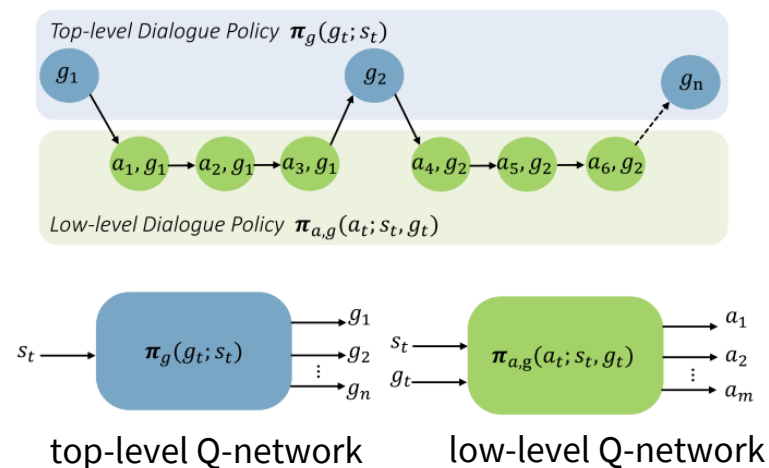 Top-level Dialogue Policy π_g(g_t; s_t)
g_1
g_2
g_n
a_1, g_1
a_2, g_1
a_3, g_1
a_4, g_2
a_5, g_2
a_6, g_2
Low-level Dialogue Policy π_{a,g}(a_t; s_t, g_t)
s_t
π_g(g_t; s_t)
g_1
g_2
⋮
g_n
top-level Q-network
s_t
g_t
π_{a,g}(a_t; s_t, g_t)
a_1
a_2
⋮
a_m
low-level Q-network